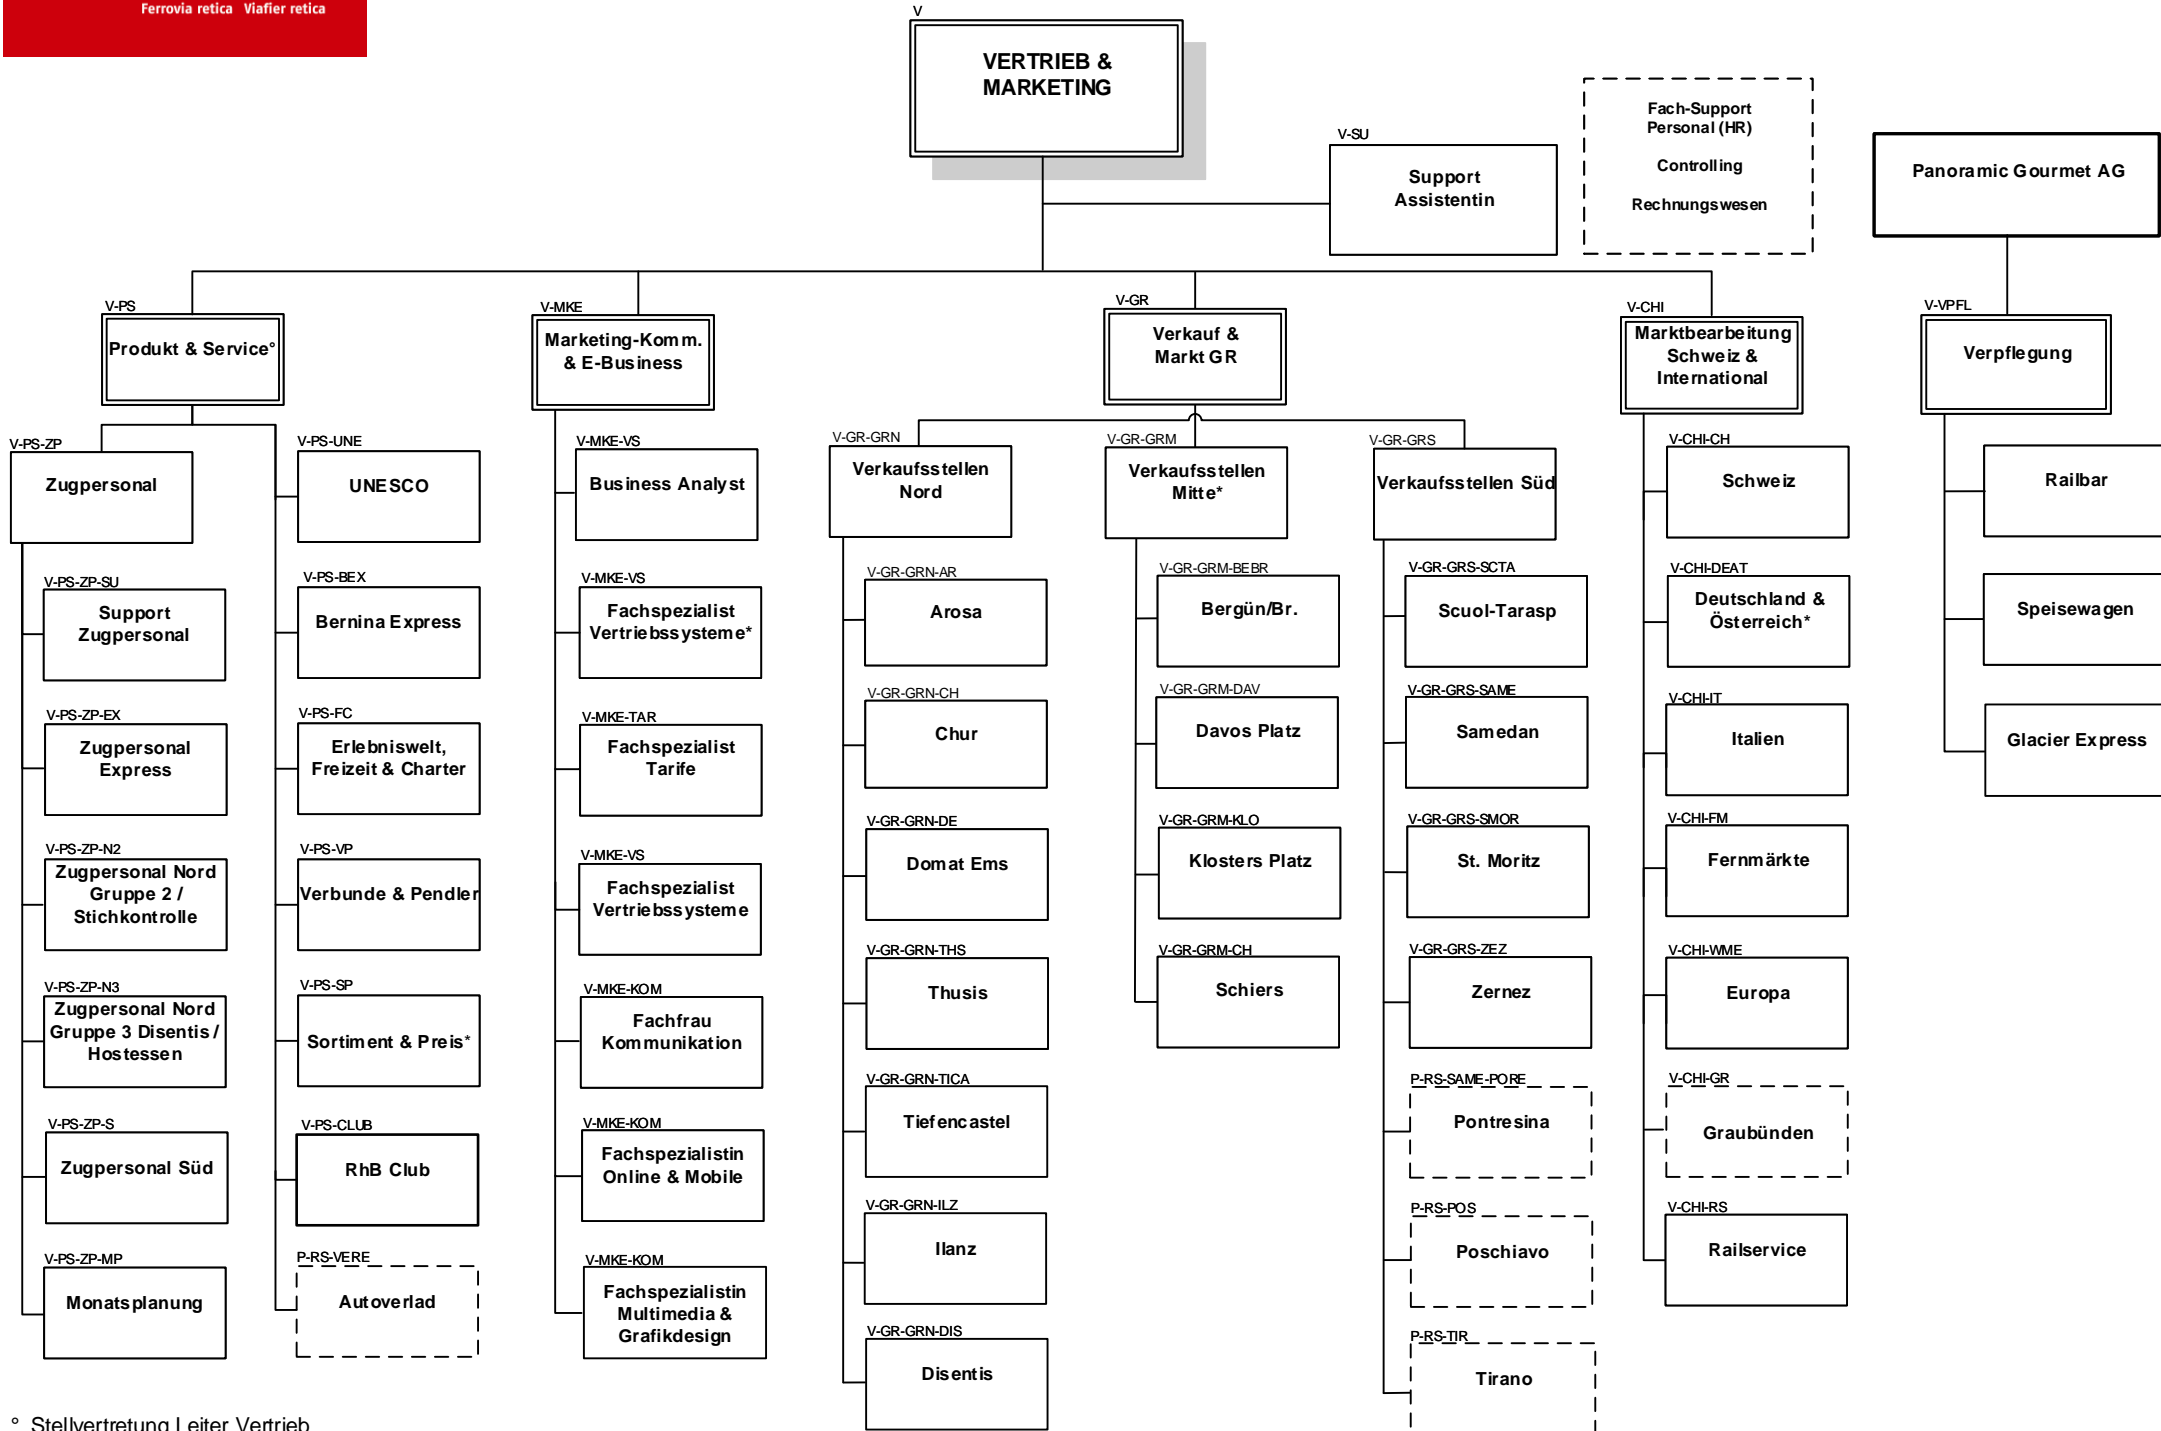 Ferrovia retica Viafier retica
V
VERTRIEB &
MARKETING
V-SU
Support
Assistentin
Fach-Support
Personal (HR)
Controlling
Rechnungswesen
Panoramic Gourmet AG
V-PS
Produkt & Service°
V-MKE
Marketing-Komm.
& E-Business
V-GR
Verkauf &
Markt GR
V-CHI
Marktbearbeitung
Schweiz &
International
V-VPFL
Verpflegung
V-PS-ZP
Zugpersonal
V-PS-ZP-SU
Support
Zugpersonal
V-PS-ZP-EX
Zugpersonal
Express
V-PS-ZP-N2
Zugpersonal Nord
Gruppe 2 /
Stichkontrolle
V-PS-ZP-N3
Zugpersonal Nord
Gruppe 3 Disentis /
Hostessen
V-PS-ZP-S
Zugpersonal Süd
V-PS-ZP-MP
Monatsplanung
V-PS-UNE
UNESCO
V-PS-BEX
Bernina Express
V-PS-FC
Erlebniswelt,
Freizeit & Charter
V-PS-VP
Verbunde & Pendler
V-PS-SP
Sortiment & Preis*
V-PS-CLUB
RhB Club
P-RS-VERE
Autoverlad
V-MKE-VS
Business Analyst
V-MKE-VS
Fachspezialist
Vertriebssysteme*
V-MKE-TAR
Fachspezialist
Tarife
V-MKE-VS
Fachspezialist
Vertriebssysteme
V-MKE-KOM
Fachfrau
Kommunikation
V-MKE-KOM
Fachspezialistin
Online & Mobile
V-MKE-KOM
Fachspezialistin
Multimedia &
Grafikdesign
V-GR-GRN
Verkaufsstellen
Nord
V-GR-GRN-AR
Arosa
V-GR-GRN-CH
Chur
V-GR-GRN-DE
Domat Ems
V-GR-GRN-THS
Thusis
V-GR-GRN-TICA
Tiefencastel
V-GR-GRN-ILZ
Ilanz
V-GR-GRN-DIS
Disentis
V-GR-GRM
Verkaufsstellen
Mitte*
V-GR-GRM-BEBR
Bergün/Br.
V-GR-GRM-DAV
Davos Platz
V-GR-GRM-KLO
Klosters Platz
V-GR-GRM-CH
Schiers
V-GR-GRS
Verkaufsstellen Süd
V-GR-GRS-SCTA
Scuol-Tarasp
V-GR-GRS-SAME
Samedan
V-GR-GRS-SMOR
St. Moritz
V-GR-GRS-ZEZ
Zernez
P-RS-SAME-PORE
Pontresina
P-RS-POS
Poschiavo
P-RS-TIR
Tirano
V-CHI-CH
Schweiz
V-CHI-DEAT
Deutschland &
Österreich*
V-CHI-IT
Italien
V-CHI-FM
Fernmärkte
V-CHI-WME
Europa
V-CHI-GR
Graubünden
V-CHI-RS
Railservice
Railbar
Speisewagen
Glacier Express
° Stellvertretung Leiter Vertrieb